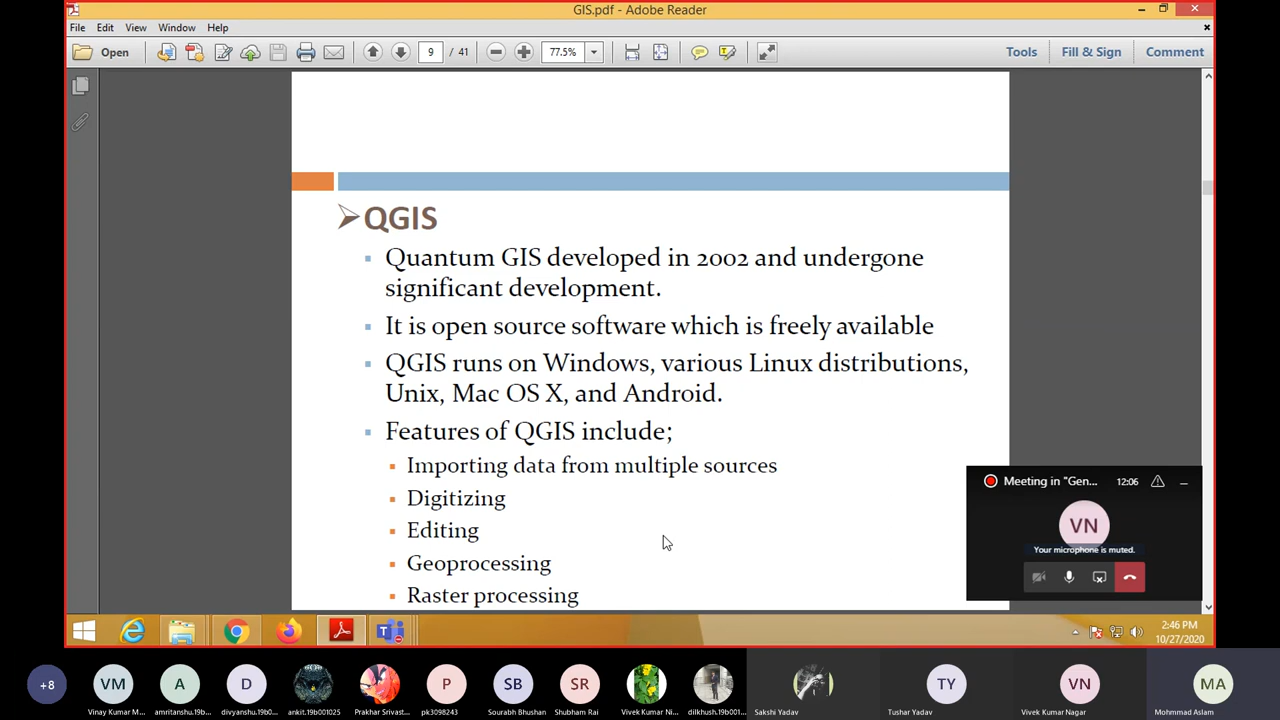 GIS.pdf - Adobe Reader
File Edit View Window Help
Open 9 / 41 77.5% Tools Fill & Sign Comment
QGIS
Quantum GIS developed in 2002 and undergone
significant development.
It is open source software which is freely available
QGIS runs on Windows, various Linux distributions,
Unix, Mac OS X, and Android.
Features of QGIS include;
Importing data from multiple sources
Digitizing
Editing
Geoprocessing
Raster processing
Meeting in "Gen... 12:06
VN
Your microphone is muted.
2:46 PM
10/27/2020
+8 VM A D P SB SR TY VN MA
Vinay Kumar M... amritanshu.19b... divyanshu.19b0... ankit.19b001025 Prakhar Srivast... pk3098243 Sourabh Bhushan Shubham Rai Vivek Kumar Ni... dilkhush.19b001... Sakshi Yadav Tushar Yadav Vivek Kumar Nagar Mohmmad Aslam